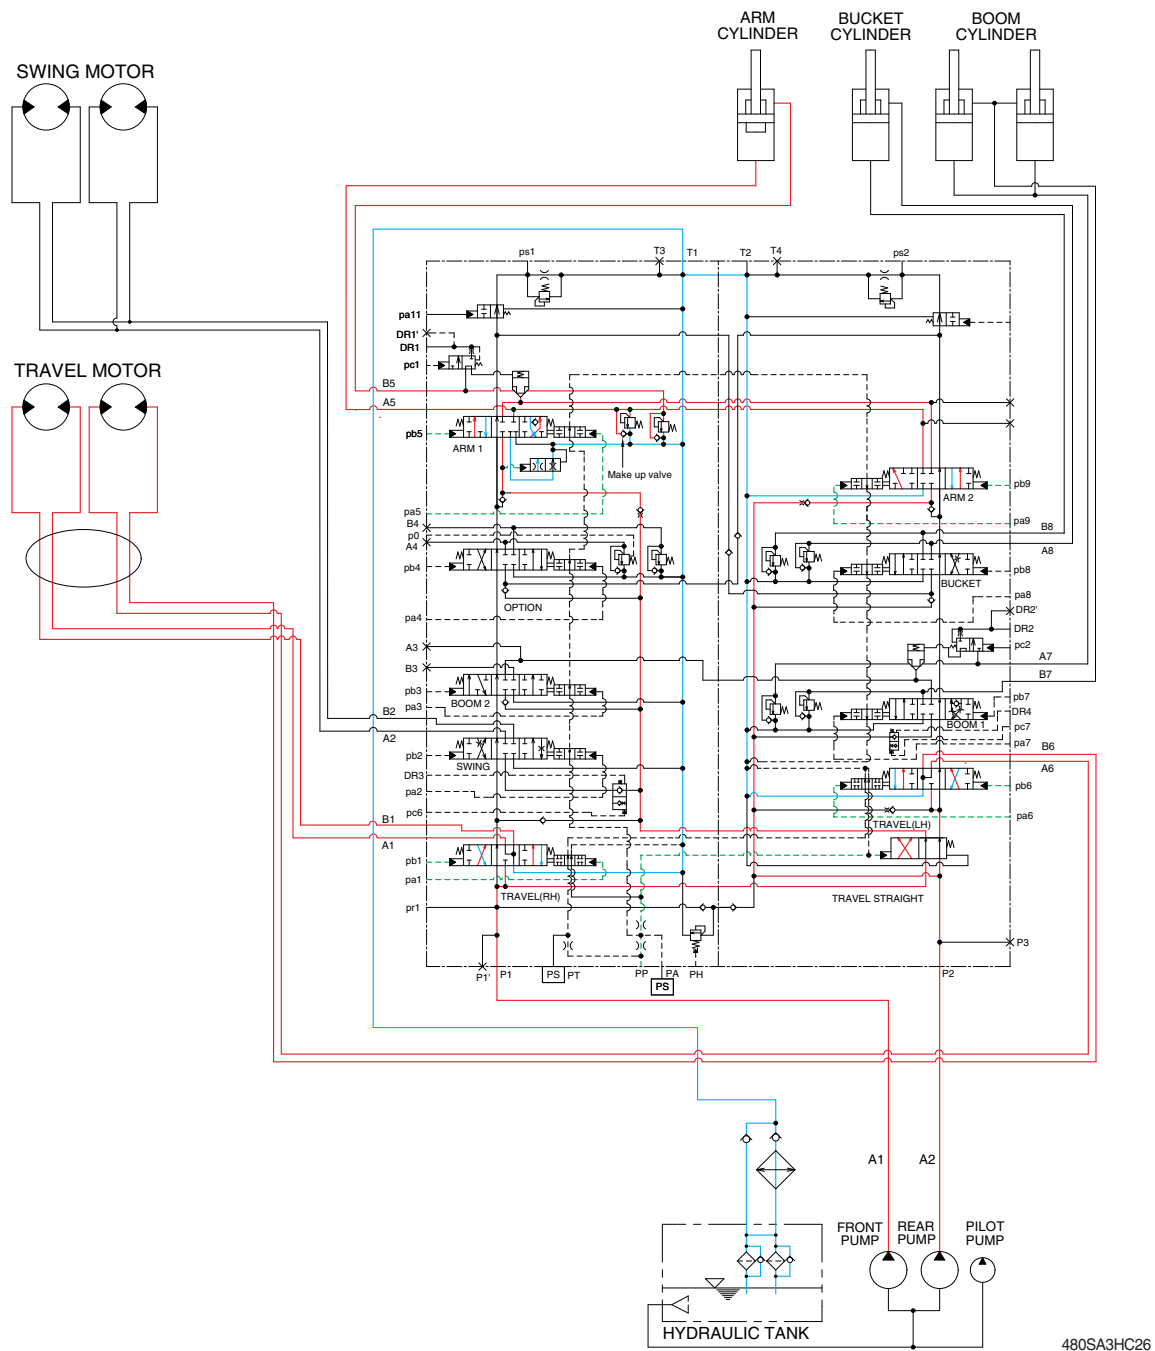 ARM
CYLINDER
BUCKET
CYLINDER
BOOM
CYLINDER
SWING MOTOR
TRAVEL MOTOR
ps1
T3
T1
T2
T4
ps2
pa11
DR1'
DR1
pc1
B5
A5
pb5
ARM 1
Make up valve
pa5
B4
p0
A4
pb4
OPTION
pa4
A3
B3
pb3
BOOM 2
pa3
B2
A2
pb2
SWING
DR3
pa2
pc6
B1
A1
pb1
pa1
TRAVEL(RH)
pr1
pb9
ARM 2
pa9
B8
A8
pb8
BUCKET
pa8
DR2'
DR2
pc2
A7
B7
pb7
DR4
BOOM 1
pc7
pa7
B6
A6
pb6
pa6
TRAVEL(LH)
TRAVEL STRAIGHT
P3
P1'
P1
PS
PT
PP
PA
PH
P2
PS
A1
A2
FRONT
PUMP
REAR
PUMP
PILOT
PUMP
HYDRAULIC TANK
480SA3HC26